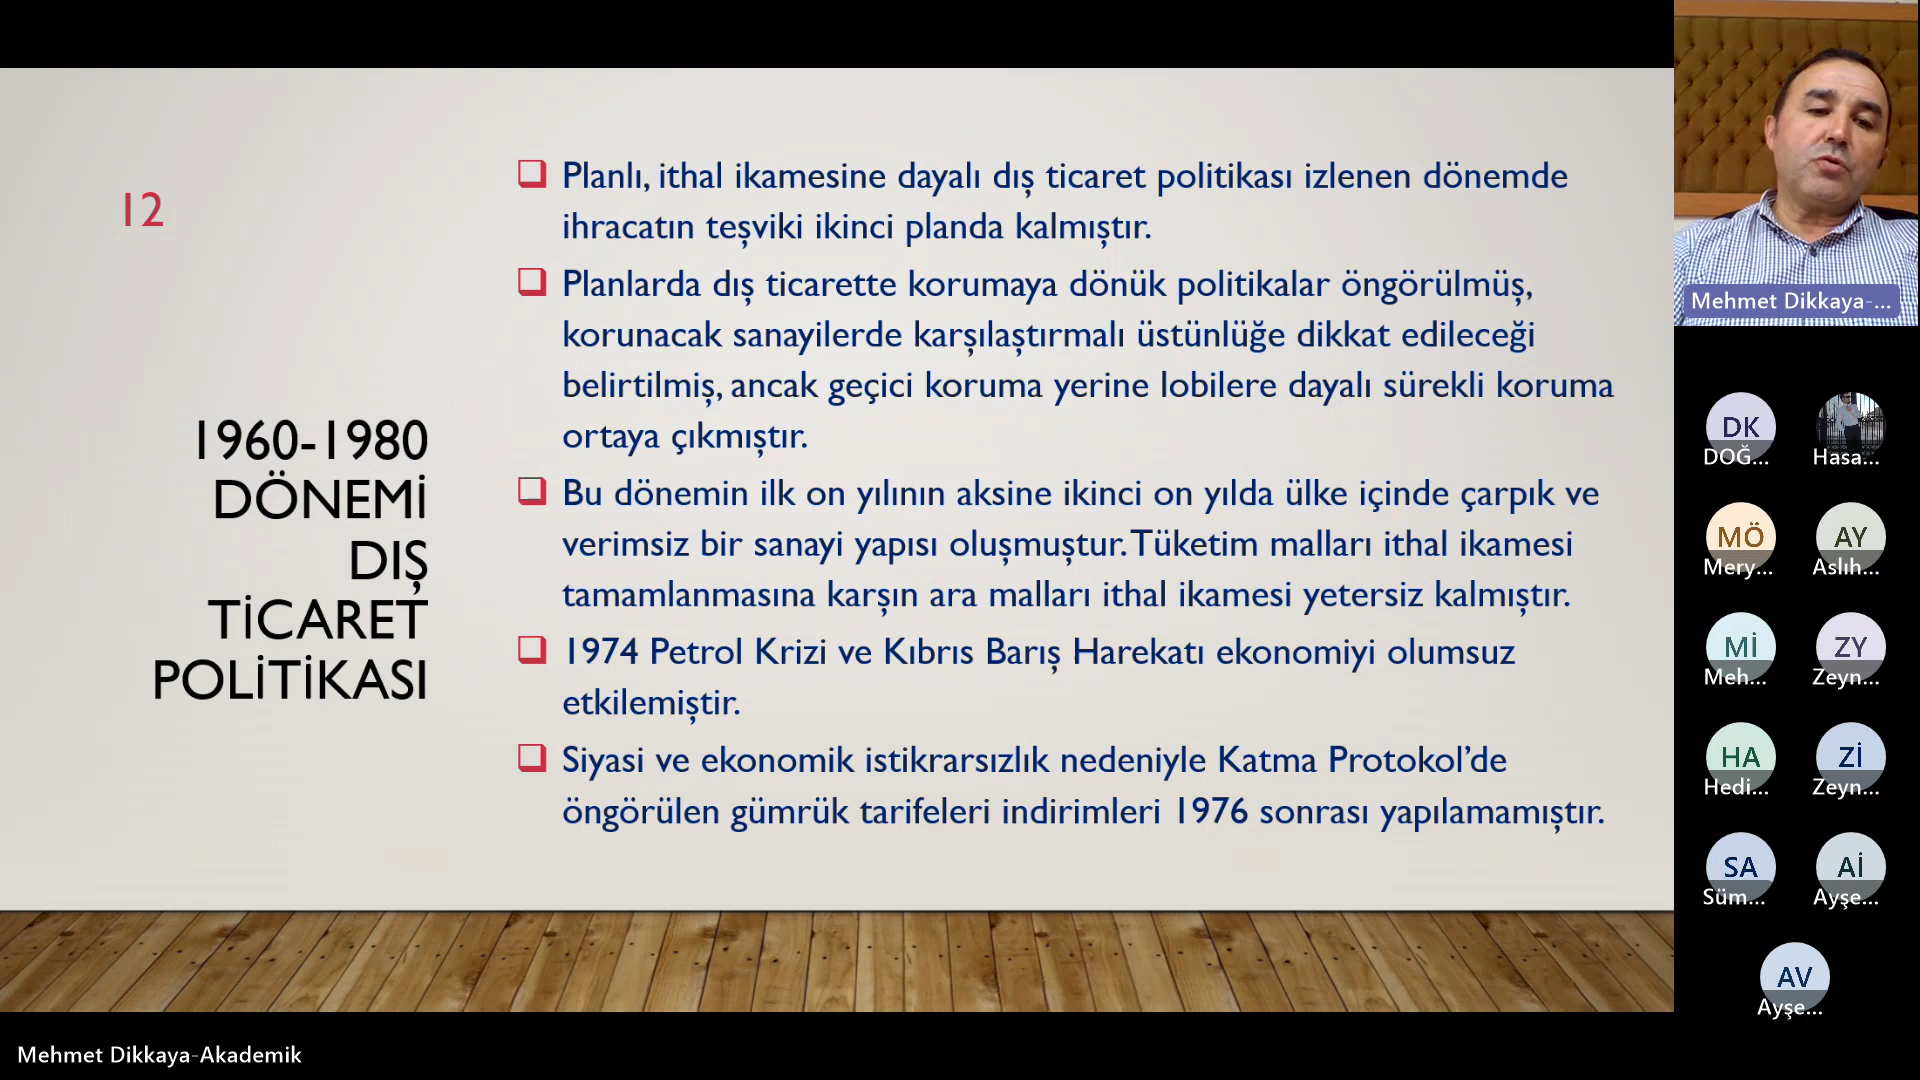 12
1960-1980
DÖNEMİ
DIŞ
TİCARET
POLİTİKASI
Planlı, ithal ikamesine dayalı dış ticaret politikası izlenen dönemde
ihracatın teşviki ikinci planda kalmıştır.
Planlarda dış ticarette korumaya dönük politikalar öngörülmüş,
korunacak sanayilerde karşılaştırmalı üstünlüğe dikkat edileceği
belirtilmiş, ancak geçici koruma yerine lobilere dayalı sürekli koruma
ortaya çıkmıştır.
Bu dönemin ilk on yılının aksine ikinci on yılda ülke içinde çarpık ve
verimsiz bir sanayi yapısı oluşmuştur. Tüketim malları ithal ikamesi
tamamlanmasına karşın ara malları ithal ikamesi yetersiz kalmıştır.
1974 Petrol Krizi ve Kıbrıs Barış Harekatı ekonomiyi olumsuz
etkilemiştir.
Siyasi ve ekonomik istikrarsızlık nedeniyle Katma Protokol’de
öngörülen gümrük tarifeleri indirimleri 1976 sonrası yapılamamıştır.
Mehmet Dikkaya-...
DK
DOĞ...
Hasa...
MÖ
Mery...
AY
Aslıh...
Mİ
Meh...
ZY
Zeyn...
HA
Hedi...
Zİ
Zeyn...
SA
Süm...
Aİ
Ayşe...
AV
Ayşe...
Mehmet Dikkaya-Akademik